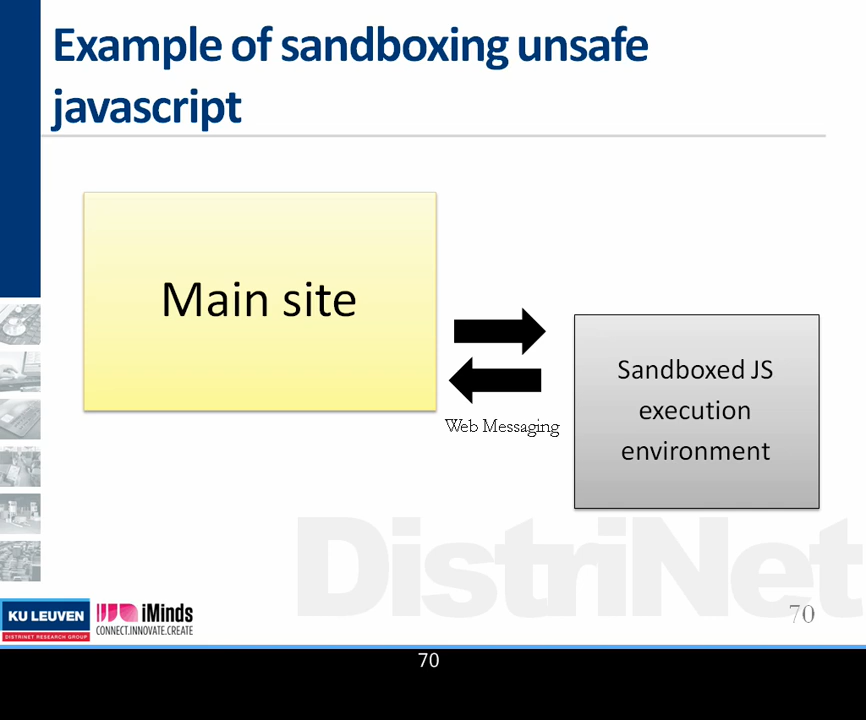 Example of sandboxing unsafe
javascript
Main site
Web Messaging
Sandboxed JS
execution
environment
DistriNet
KU LEUVEN
DISTRINET RESEARCH GROUP
iMinds
CONNECT.INNOVATE.CREATE
70
70